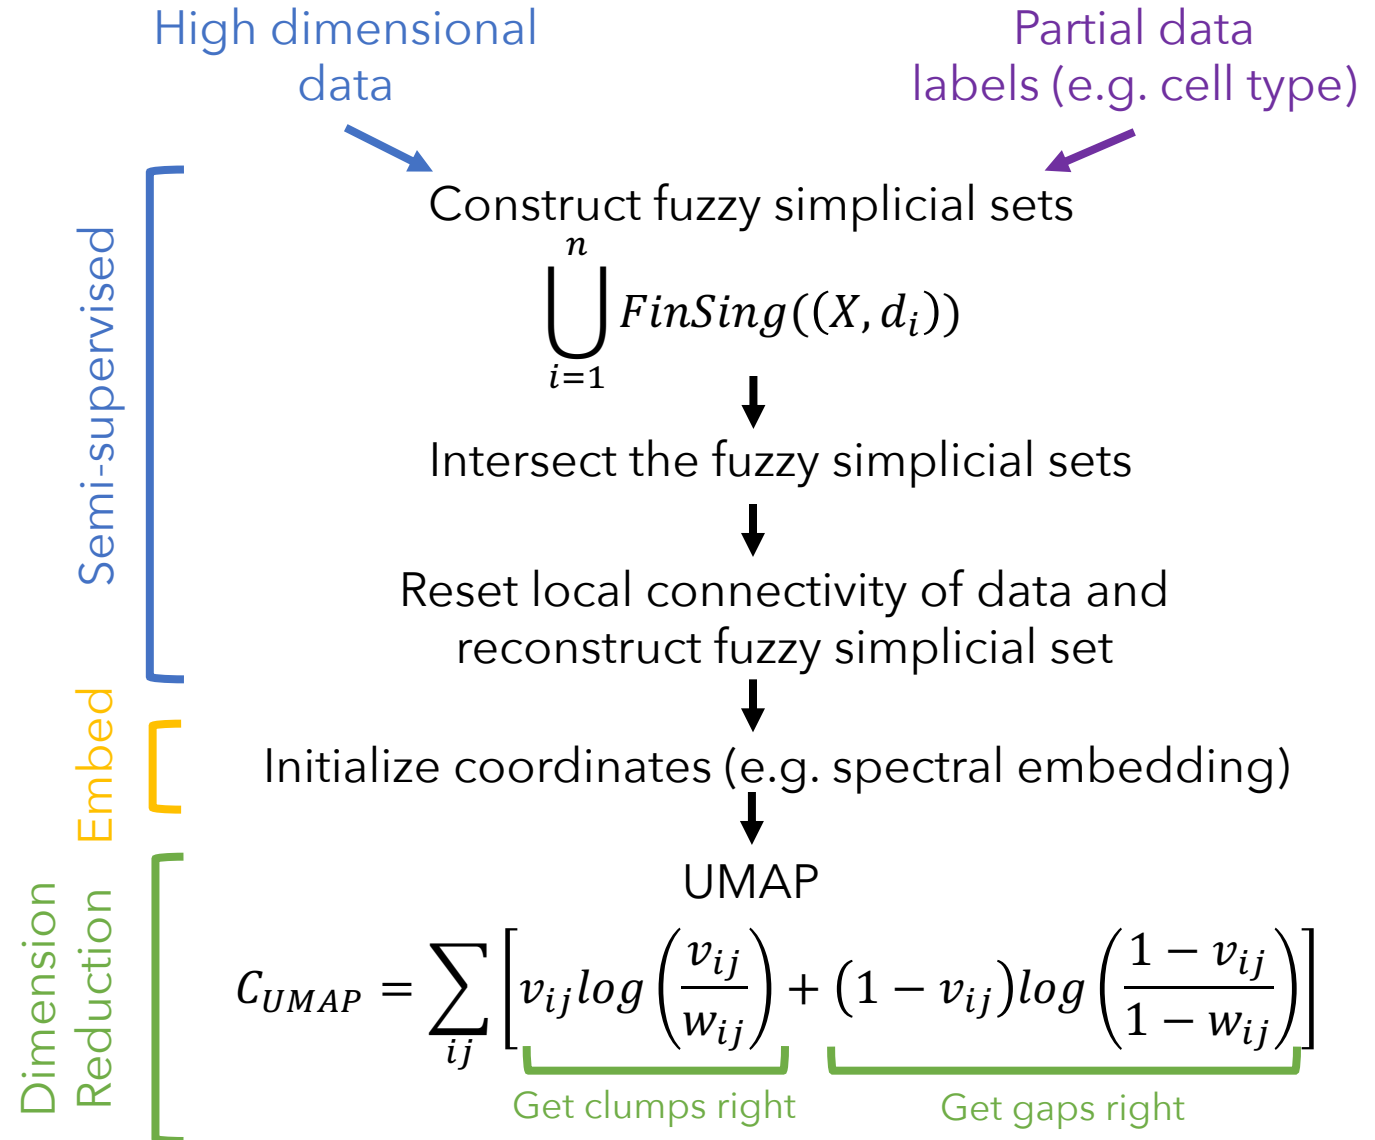 High dimensional
data
Partial data
labels (e.g. cell type)
Semi-supervised
Construct fuzzy simplicial sets
n
⋃ FinSing((X, d_i))
i=1
Intersect the fuzzy simplicial sets
Reset local connectivity of data and
reconstruct fuzzy simplicial set
Embed
Initialize coordinates (e.g. spectral embedding)
Dimension
Reduction
UMAP
C_UMAP = ∑_ij [v_ij log(v_ij / w_ij) + (1 − v_ij)log((1 − v_ij) / (1 − w_ij))]
Get clumps right
Get gaps right